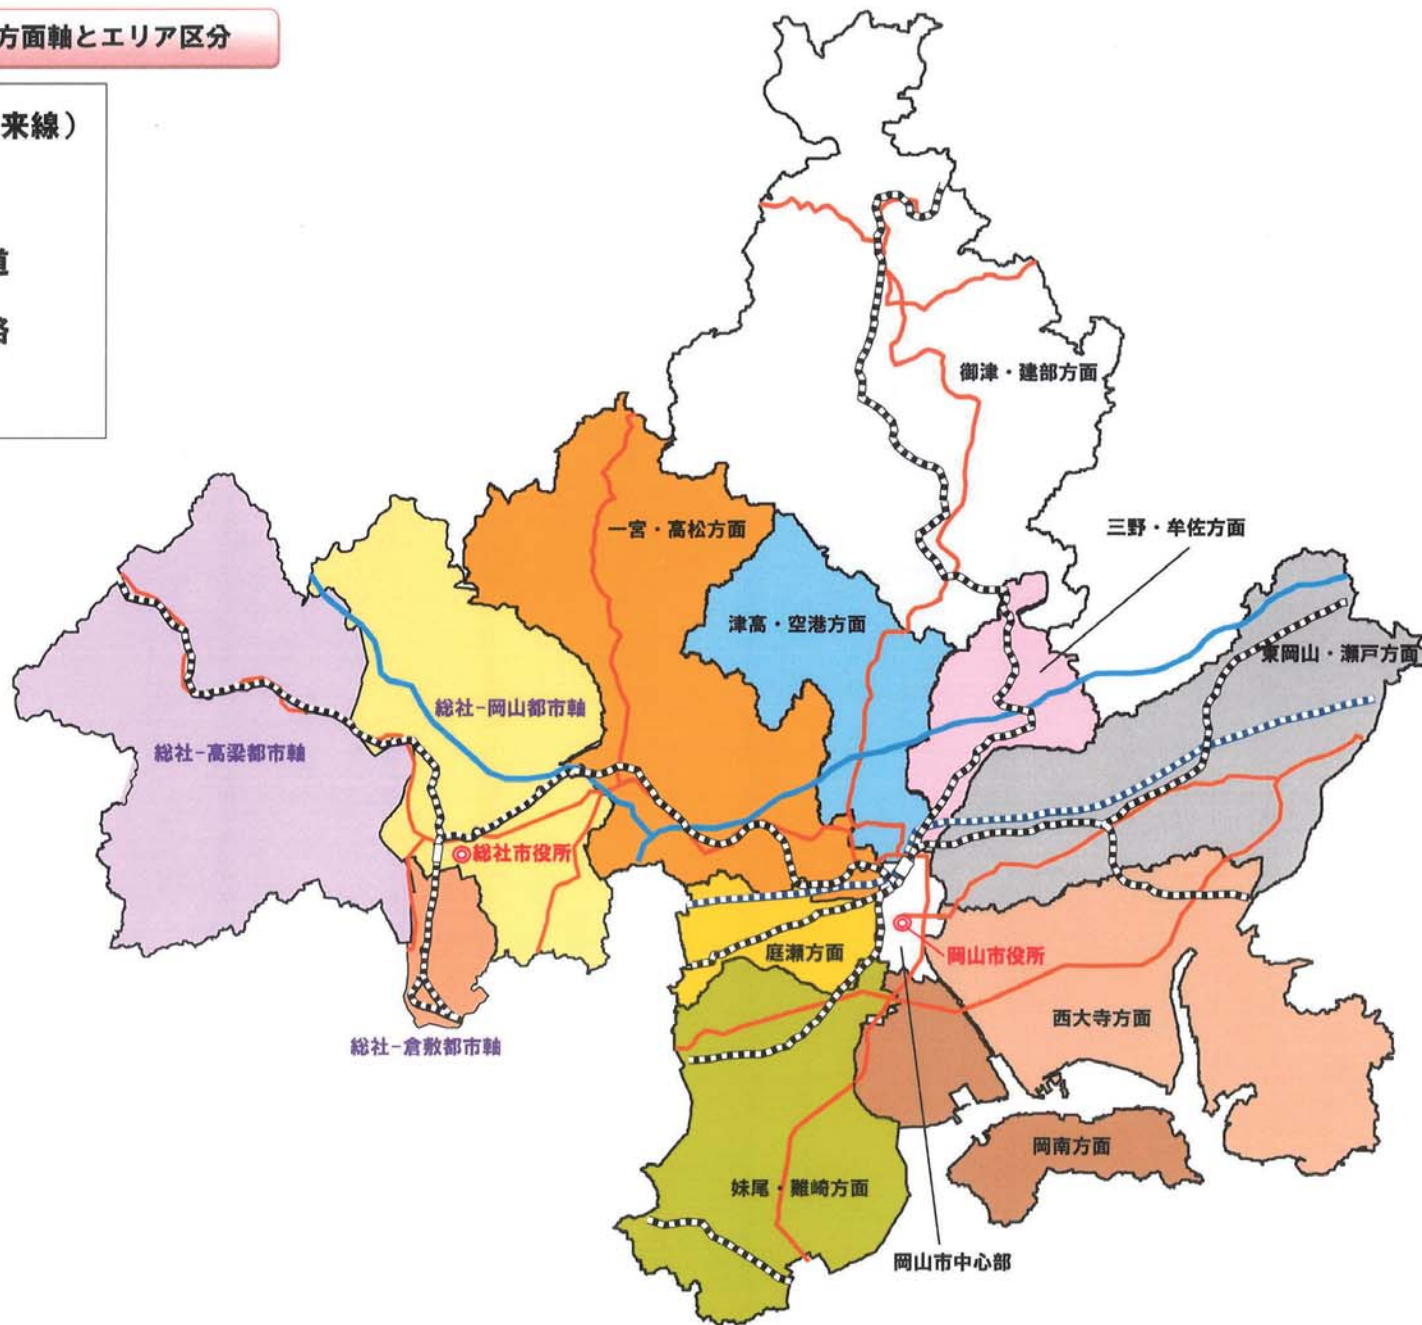 方面軸とエリア区分
来線）
道
路
御津・建部方面
一宮・高松方面
三野・牟佐方面
津高・空港方面
東岡山・瀬戸方面
総社-岡山都市軸
総社-高梁都市軸
総社市役所
庭瀬方面
岡山市役所
西大寺方面
総社-倉敷都市軸
岡南方面
妹尾・灘崎方面
岡山市中心部